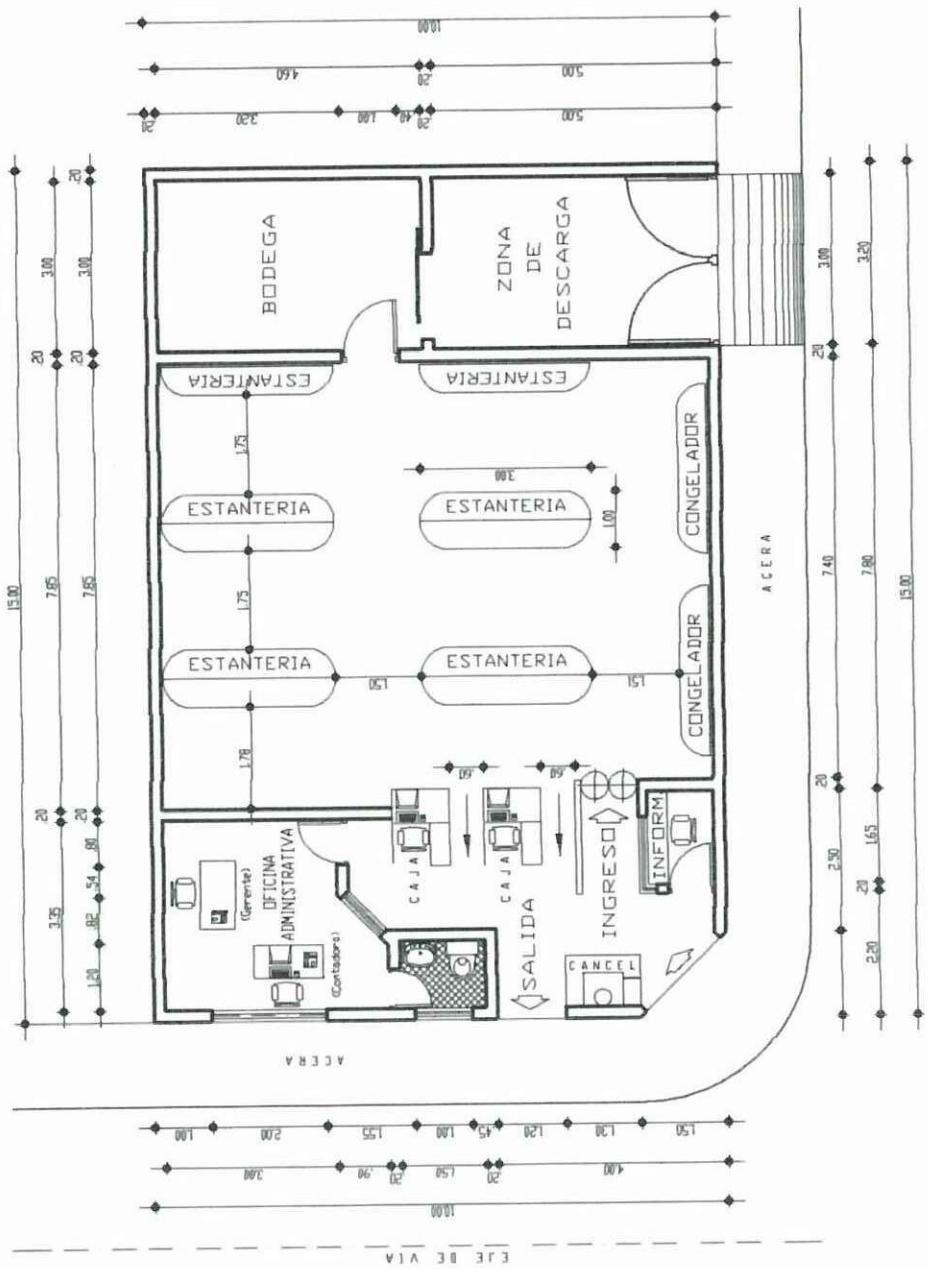 10.00
4.60
.20
5.00
.20
3.20
1.00
.40
.20
5.00
15.00
3.35
.20
7.85
.20
3.00
1.20
.82
.54
.80
.20
7.85
.20
3.00
.20
BODEGA
ZONA
DE
DESCARGA
ESTANTERIA
ESTANTERIA
1.75
ESTANTERIA
ESTANTERIA
3.00
1.00
CONGELADOR
1.75
ESTANTERIA
ESTANTERIA
1.50
1.51
CONGELADOR
1.78
.60
.60
CAJA
CAJA
INGRESO
INFORM
OFICINA
ADMINISTRATIVA
(Gerente)
(Contadora)
SALIDA
CANCEL
ACERA
ACERA
.20
3.00
7.40
.20
2.50
3.20
7.80
1.65
.20
2.20
15.00
1.00
2.00
1.55
1.00
.45
1.20
1.30
1.50
3.00
.90
.20
1.50
.20
4.00
10.00
EJE DE VIA